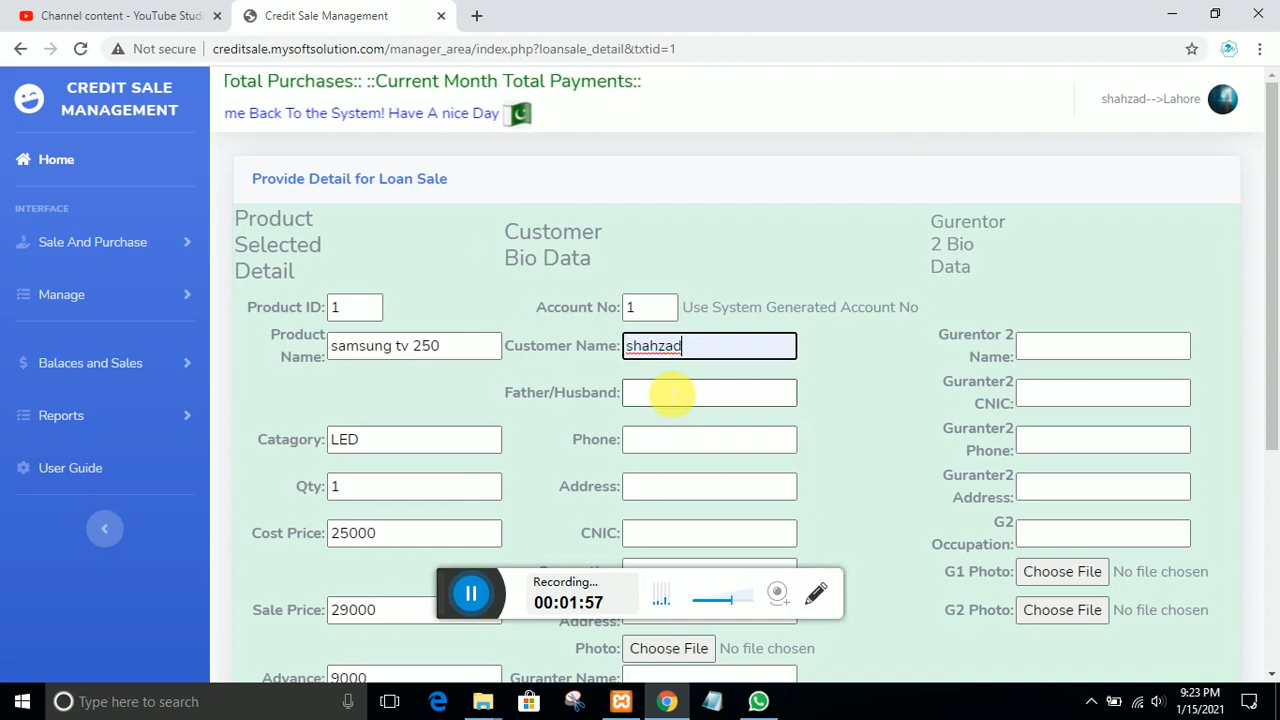 Channel content - YouTube Studi
Credit Sale Management
Not secure
creditsale.mysoftsolution.com/manager_area/index.php?loansale_detail&txtid=1
CREDIT SALE
MANAGEMENT
Total Purchases:: ::Current Month Total Payments::
me Back To the System! Have A nice Day
shahzad-->Lahore
Home
INTERFACE
Sale And Purchase
Manage
Balaces and Sales
Reports
User Guide
Provide Detail for Loan Sale
Product
Selected
Detail
Customer
Bio Data
Gurentor
2 Bio
Data
Product ID: 1
Account No: 1 Use System Generated Account No
Product
Name: samsung tv 250
Customer Name: shahzad
Gurentor 2
Name:
Father/Husband:
Guranter2
CNIC:
Catagory: LED
Phone:
Guranter2
Phone:
Qty: 1
Address:
Guranter2
Address:
Cost Price: 25000
CNIC:
G2
Occupation:
G1 Photo: Choose File No file chosen
Sale Price: 29000
Address:
G2 Photo: Choose File No file chosen
Photo: Choose File No file chosen
Advance: 9000
Guranter Name:
Recording...
00:01:57
Type here to search
9:23 PM
1/15/2021